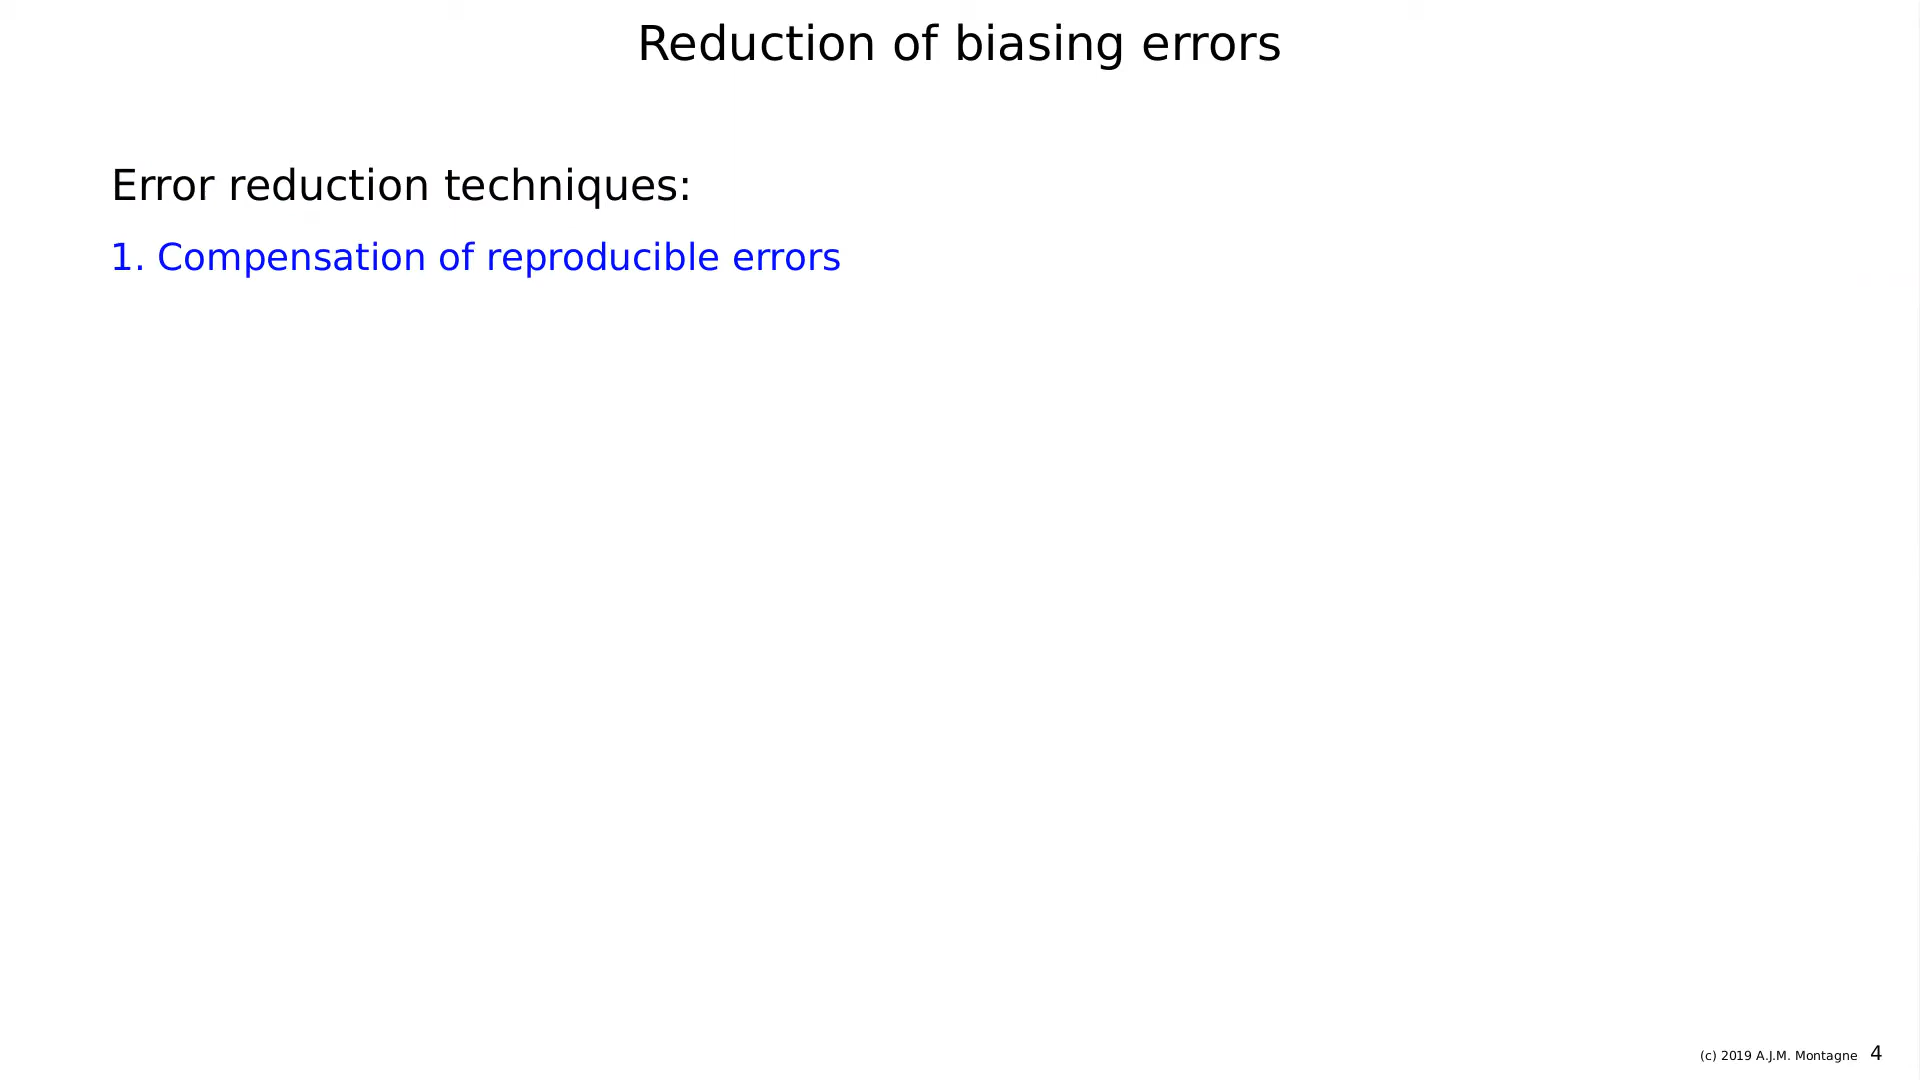 Reduction of biasing errors
Error reduction techniques:
1. Compensation of reproducible errors
(c) 2019 A.J.M. Montagne 4